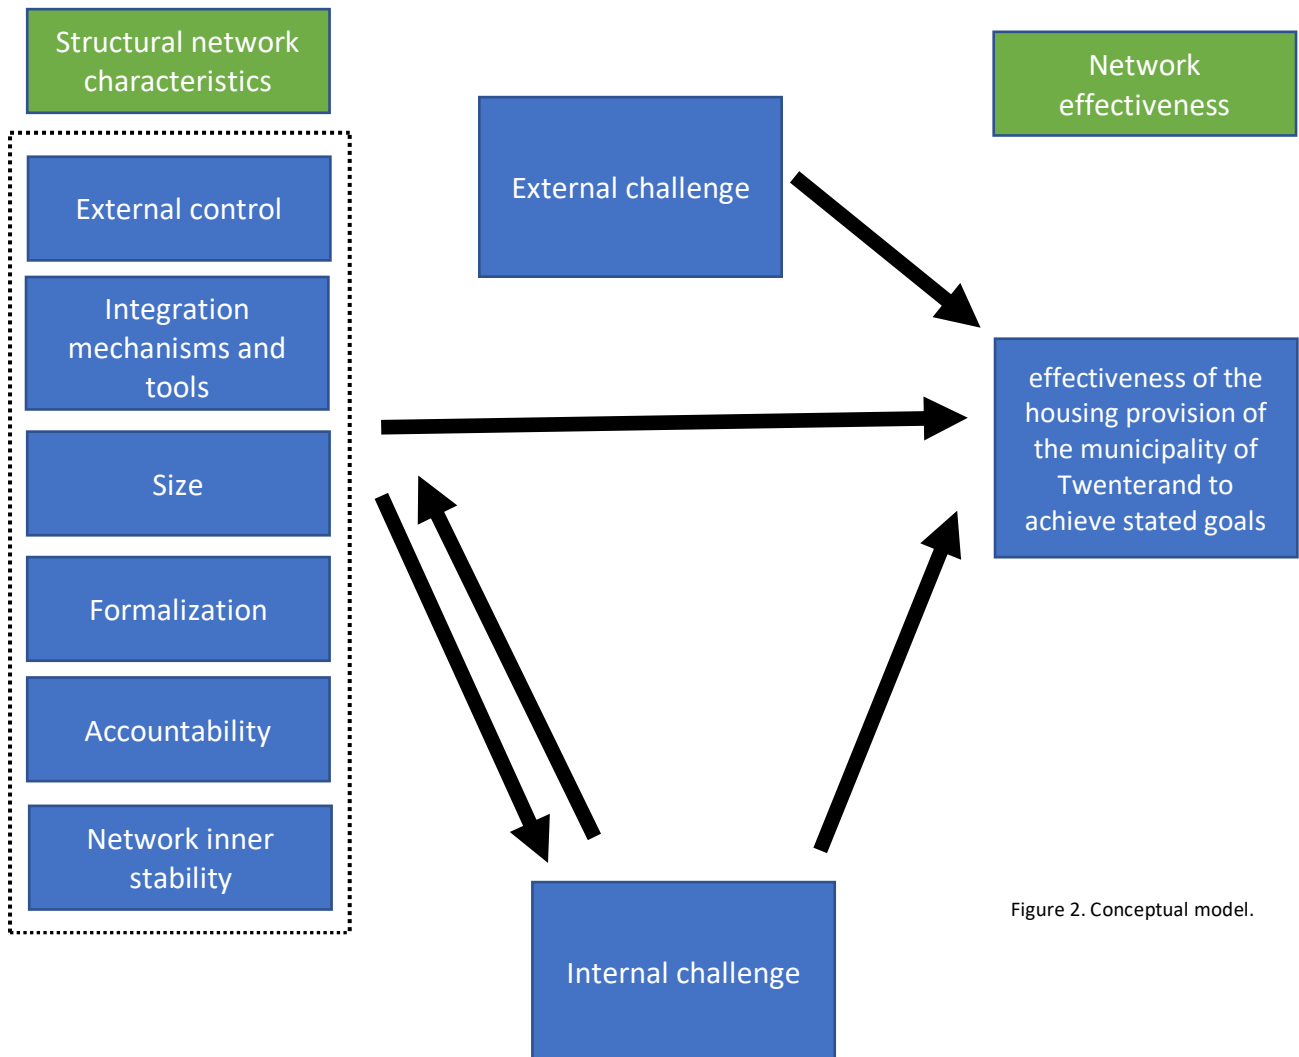 Structural network
characteristics
External control
Integration
mechanisms and
tools
Size
Formalization
Accountability
Network inner
stability
External challenge
Internal challenge
Network
effectiveness
effectiveness of the
housing provision of
the municipality of
Twenterand to
achieve stated goals
Figure 2. Conceptual model.